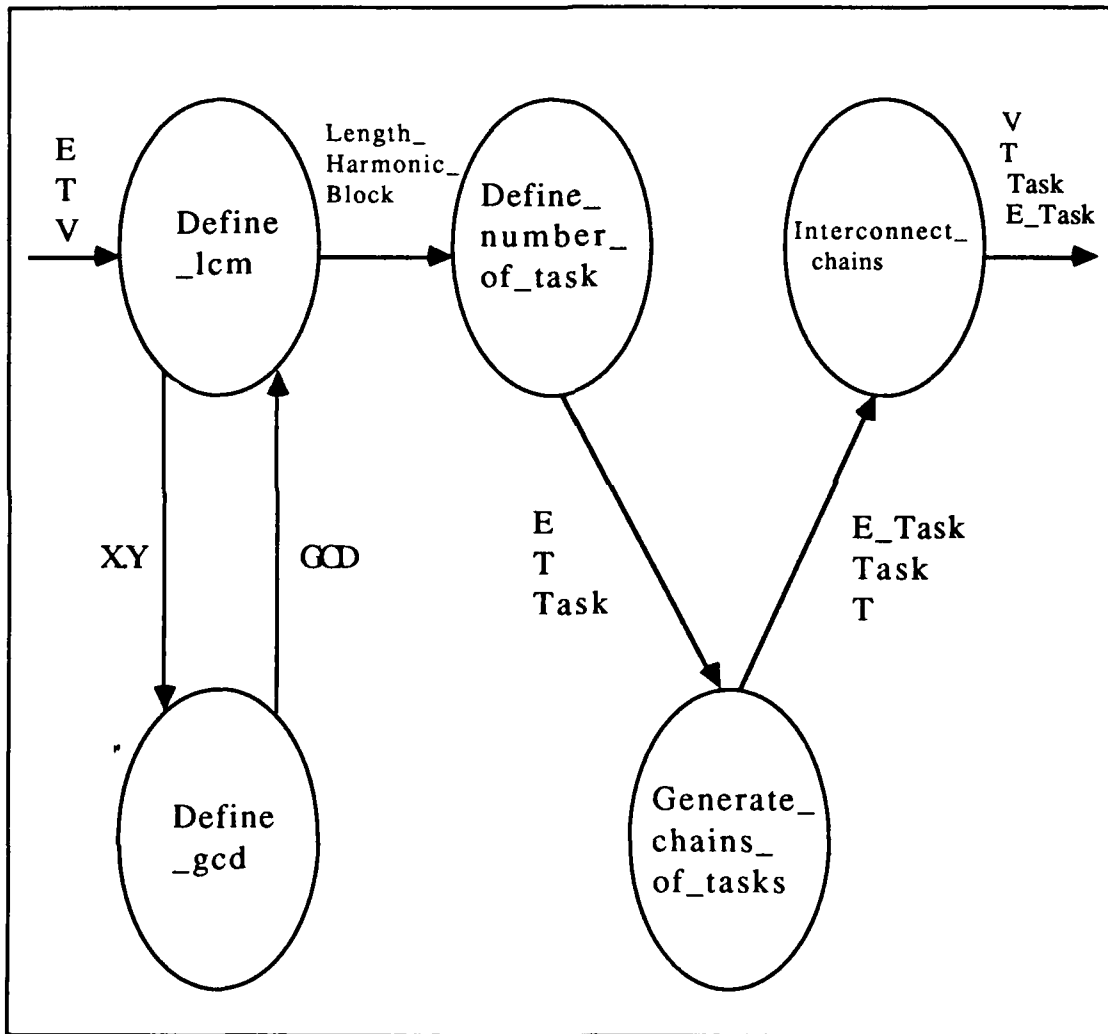 E
T
V
Define
_lcm
Length_
Harmonic_
Block
Define_
number_
of_task
Interconnect_
chains
V
T
Task
E_Task
X,Y
GCD
E
T
Task
E_Task
Task
T
Define
_gcd
Generate_
chains_
of_tasks